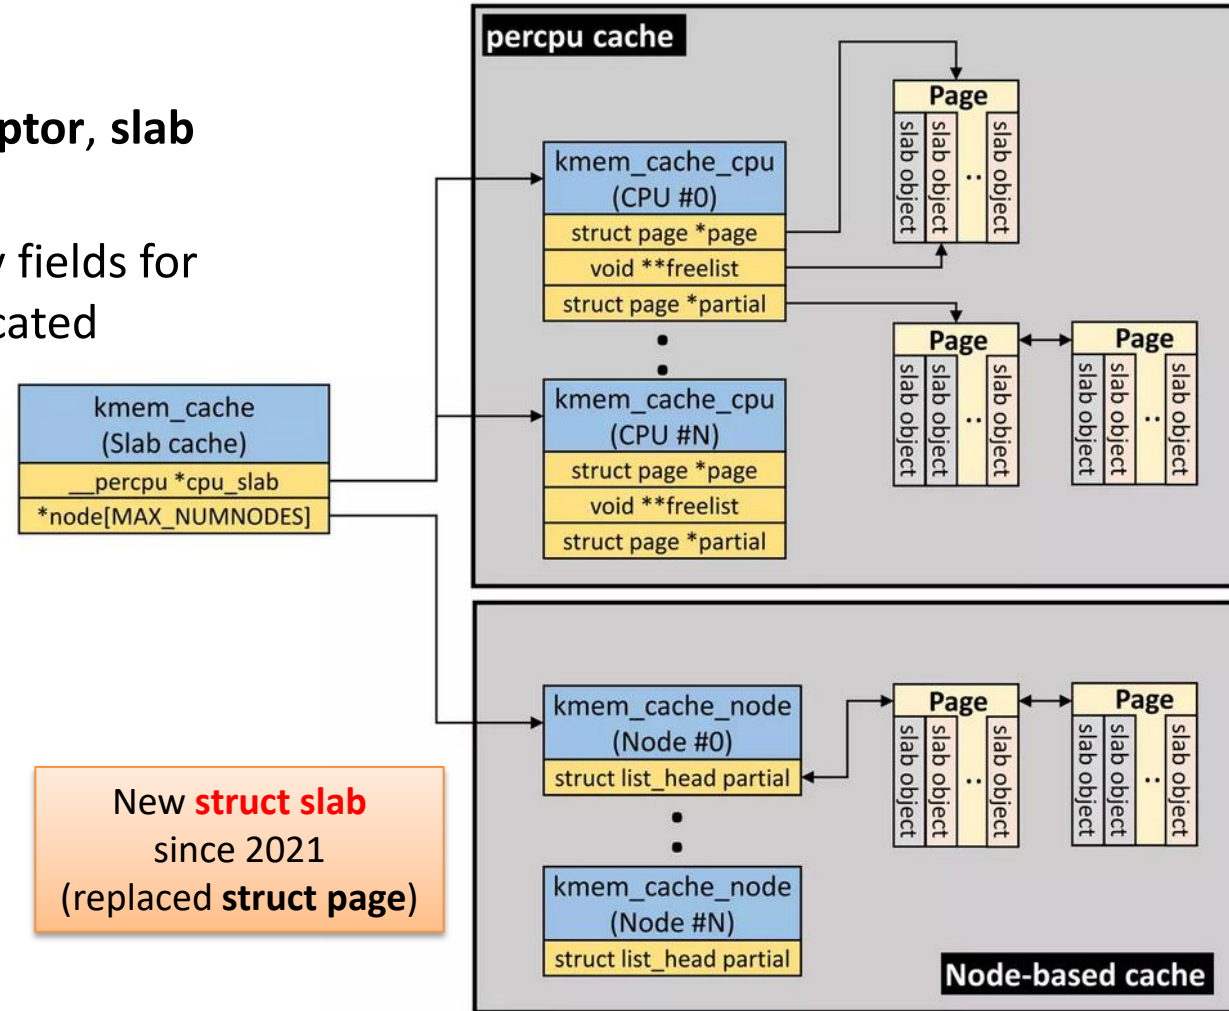 ptor, slab
fields for
cated
kmem_cache
(Slab cache)
__percpu *cpu_slab
*node[MAX_NUMNODES]
New struct slab
since 2021
(replaced struct page)
percpu cache
kmem_cache_cpu
(CPU #0)
struct page *page
void **freelist
struct page *partial
Page
slab object
slab object
..
slab object
Page
slab object
slab object
..
slab object
Page
slab object
slab object
..
slab object
kmem_cache_cpu
(CPU #N)
struct page *page
void **freelist
struct page *partial
kmem_cache_node
(Node #0)
struct list_head partial
Page
slab object
slab object
..
slab object
Page
slab object
slab object
..
slab object
kmem_cache_node
(Node #N)
struct list_head partial
Node-based cache